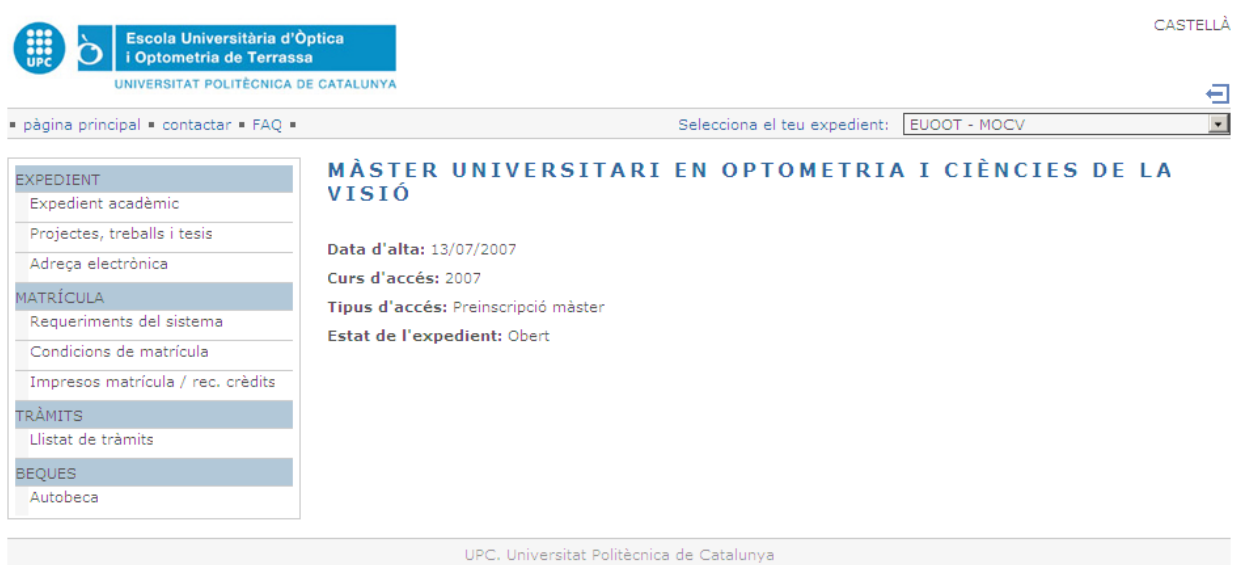 CASTELLÀ
UPC
Escola Universitària d'Òptica
i Optometria de Terrassa
UNIVERSITAT POLITÈCNICA DE CATALUNYA
pàgina principal ▪ contactar ▪ FAQ ▪
Selecciona el teu expedient: EUOOT - MOCV
EXPEDIENT
Expedient acadèmic
Projectes, treballs i tesis
Adreça electrònica
MATRÍCULA
Requeriments del sistema
Condicions de matrícula
Impresos matrícula / rec. crèdits
TRÀMITS
Llistat de tràmits
BEQUES
Autobeca
MÀSTER UNIVERSITARI EN OPTOMETRIA I CIÈNCIES DE LA
VISIÓ
Data d'alta: 13/07/2007
Curs d'accés: 2007
Tipus d'accés: Preinscripció màster
Estat de l'expedient: Obert
UPC. Universitat Politècnica de Catalunya